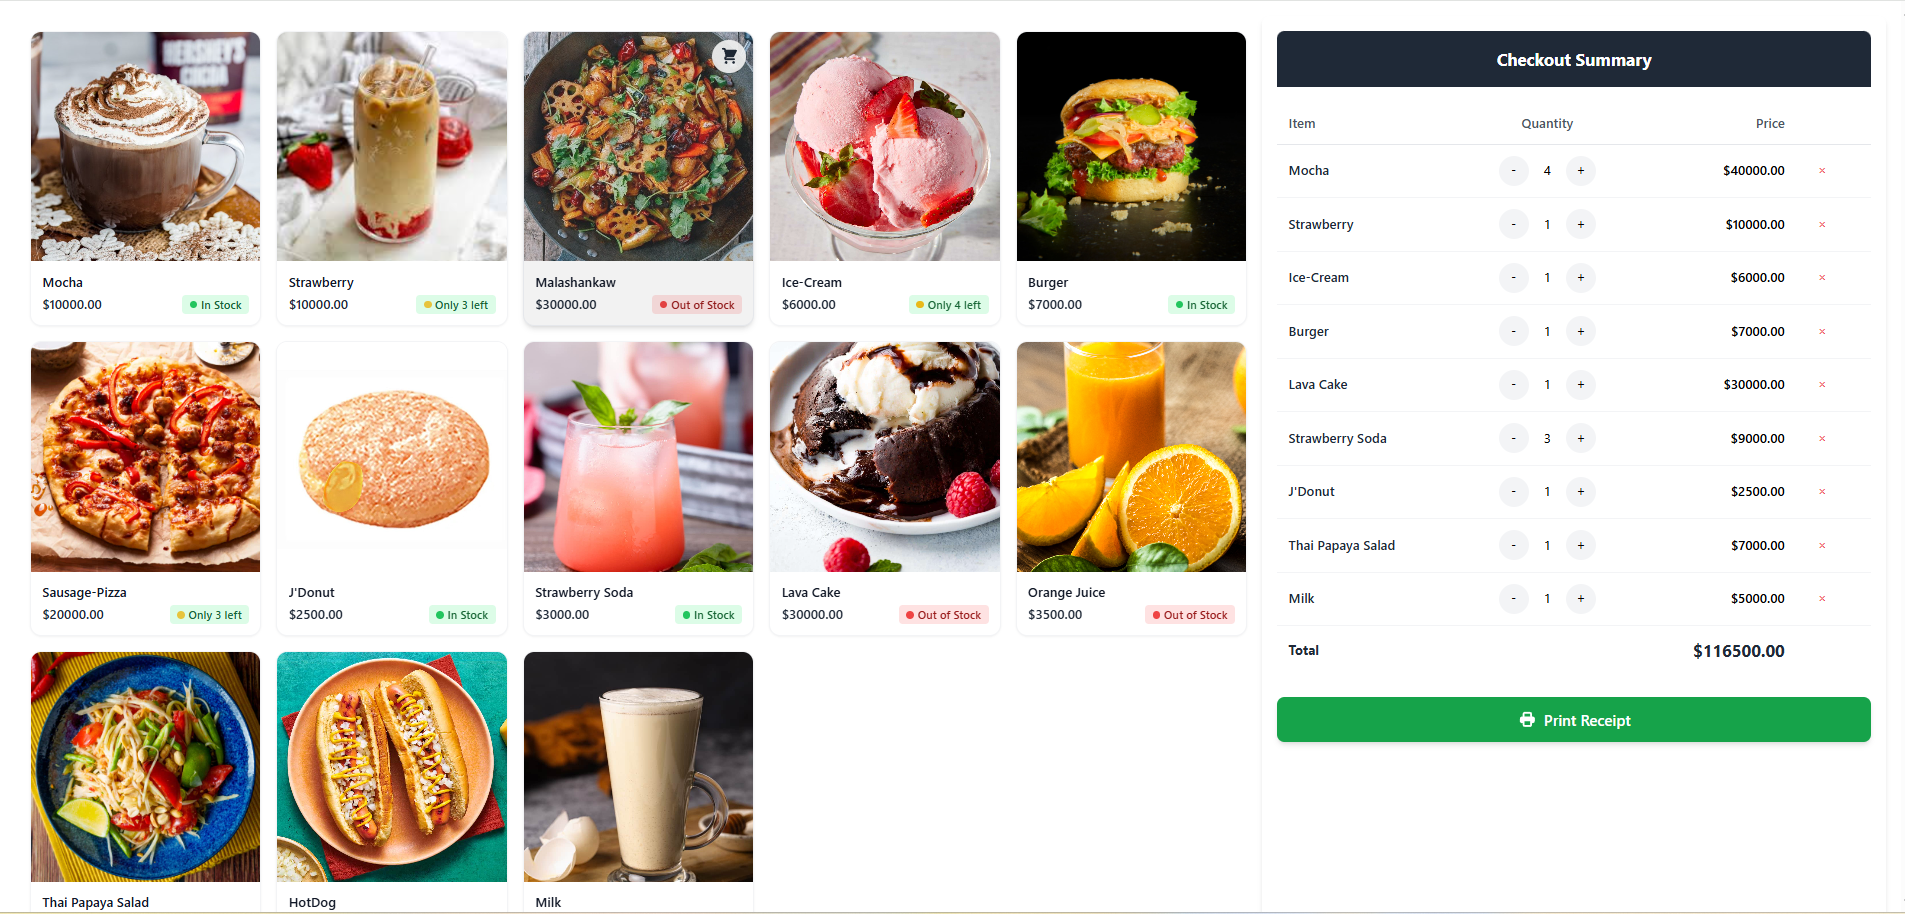 HERSHEY'S
COCOA
Mocha
$10000.00
In Stock
Strawberry
$10000.00
Only 3 left
Malashankaw
$30000.00
Out of Stock
Ice-Cream
$6000.00
Only 4 left
Burger
$7000.00
In Stock
Sausage-Pizza
$20000.00
Only 3 left
J'Donut
$2500.00
In Stock
Strawberry Soda
$3000.00
In Stock
Lava Cake
$30000.00
Out of Stock
Orange Juice
$3500.00
Out of Stock
Thai Papaya Salad
HotDog
Milk
Checkout Summary
Item Quantity Price
Mocha - 4 + $40000.00 ×
Strawberry - 1 + $10000.00 ×
Ice-Cream - 1 + $6000.00 ×
Burger - 1 + $7000.00 ×
Lava Cake - 1 + $30000.00 ×
Strawberry Soda - 3 + $9000.00 ×
J'Donut - 1 + $2500.00 ×
Thai Papaya Salad - 1 + $7000.00 ×
Milk - 1 + $5000.00 ×
Total $116500.00
Print Receipt